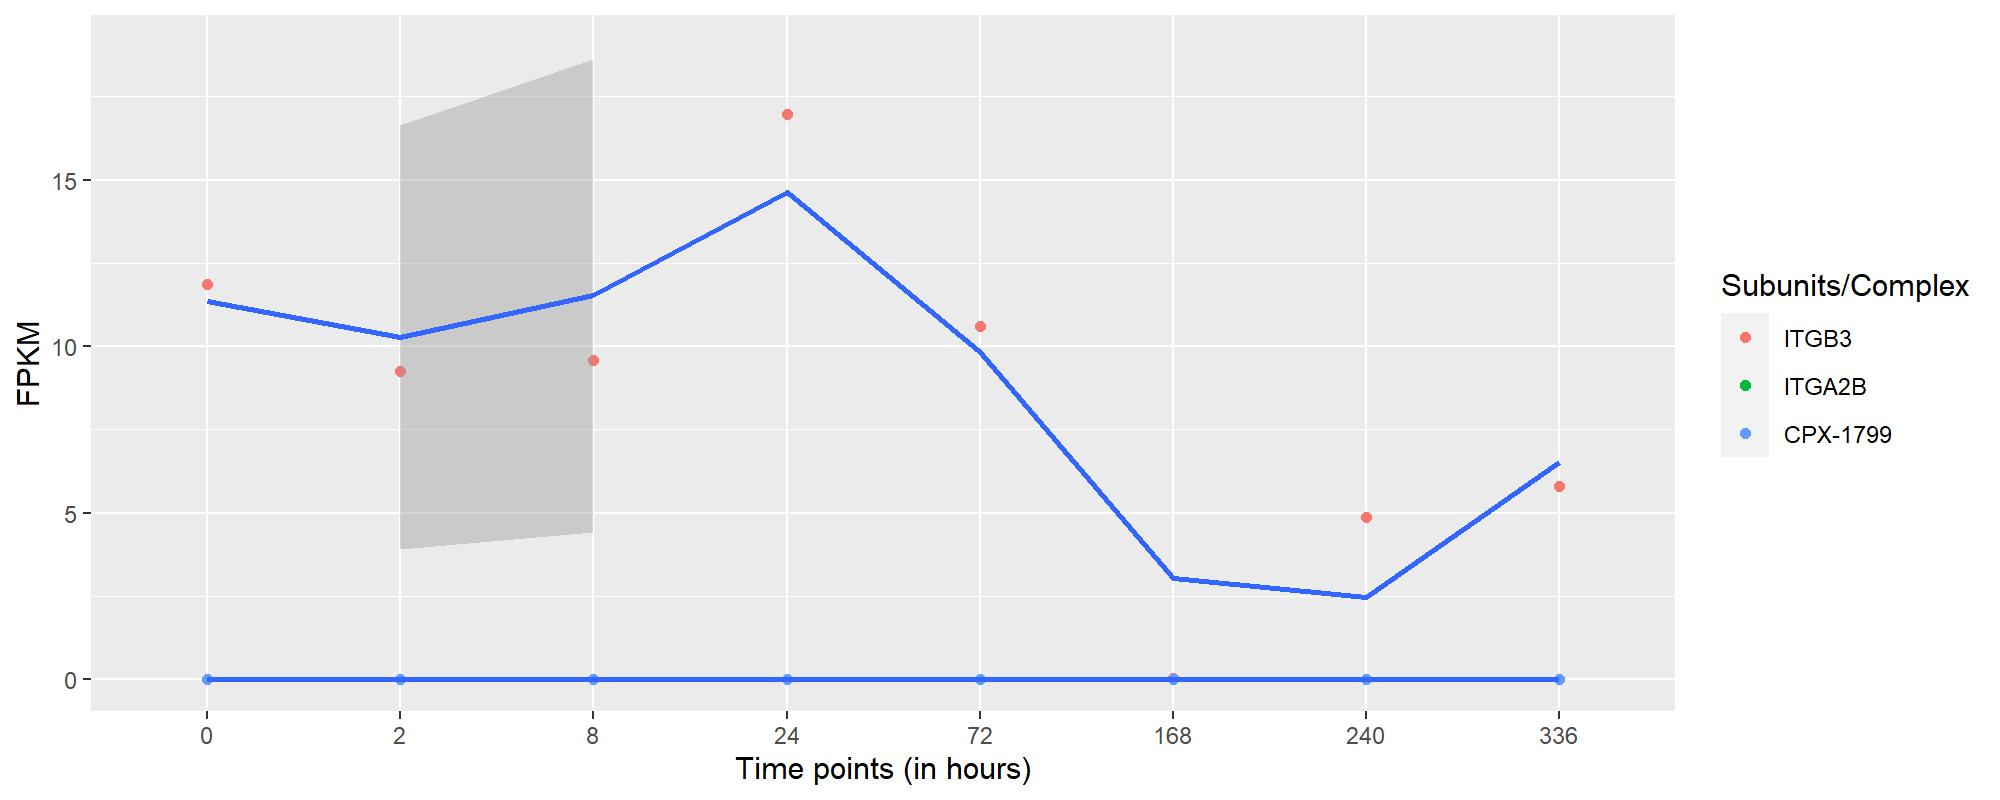 FPKM
15
10
5
0
0 2 8 24 72 168 240 336
Time points (in hours)
Subunits/Complex
ITGB3
ITGA2B
CPX-1799